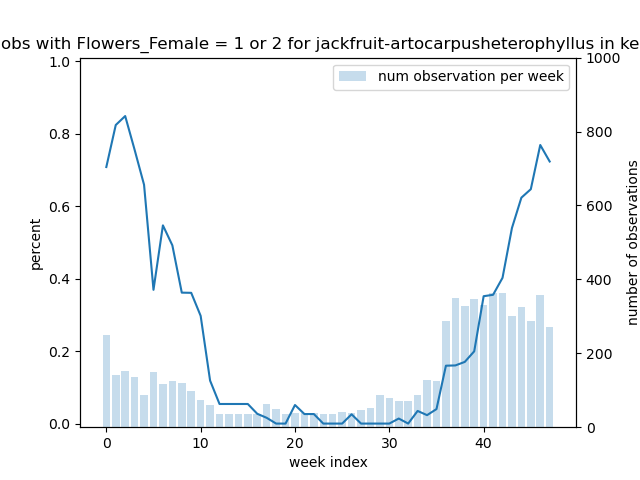 obs with Flowers_Female = 1 or 2 for jackfruit-artocarpusheterophyllus in ke
num observation per week
1.0
0.8
0.6
0.4
0.2
0.0
percent
1000
800
600
400
200
0
number of observations
0 10 20 30 40
week index